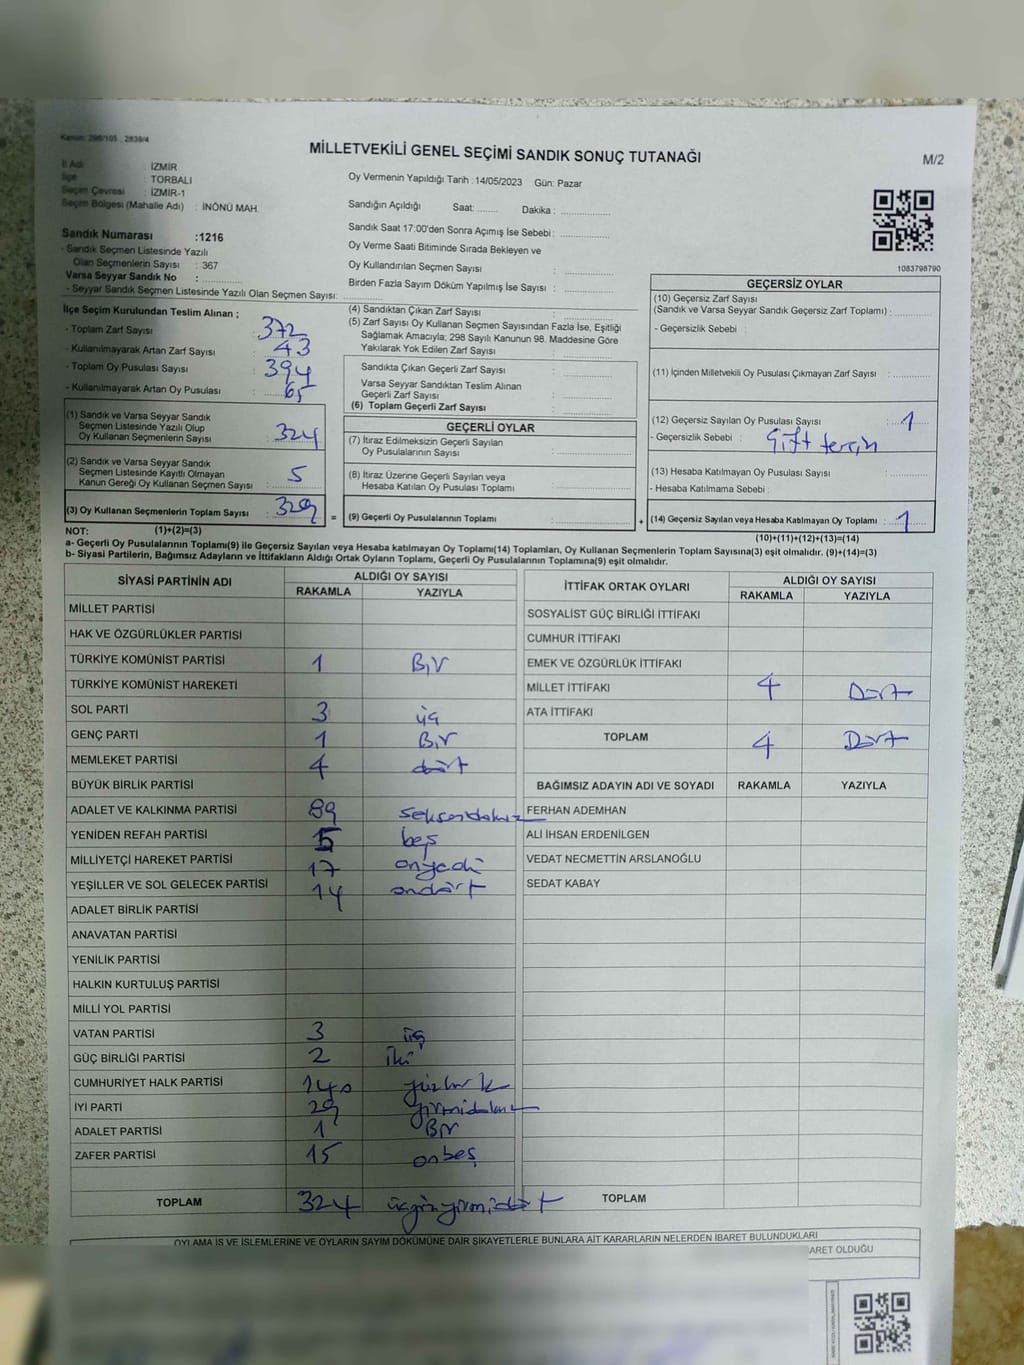 Kanun: 298/105 , 2839/4
MİLLETVEKİLİ GENEL SEÇİMİ SANDIK SONUÇ TUTANAĞI
M/2
İl Adı : İZMİR
İlçe : TORBALI
Seçim Çevresi : İZMİR-1
Seçim Bölgesi (Mahalle Adı) : İNÖNÜ MAH.
Oy Vermenin Yapıldığı Tarih : 14/05/2023 Gün: Pazar
Sandığın Açıldığı Saat: ........ Dakika : ................
Sandık Saat 17:00'den Sonra Açımış İse Sebebi : ................
Oy Verme Saati Bitiminde Sırada Bekleyen ve
Oy Kullandırılan Seçmen Sayısı : ................
Birden Fazla Sayım Döküm Yapılmış İse Sayısı : ................
1083798790
Sandık Numarası :1216
- Sandık Seçmen Listesinde Yazılı
Olan Seçmenlerin Sayısı : 367
Varsa Seyyar Sandık No : ................
- Seyyar Sandık Seçmen Listesinde Yazılı Olan Seçmen Sayısı: ................
İlçe Seçim Kurulundan Teslim Alınan ;
- Toplam Zarf Sayısı : 372
- Kullanılmayarak Artan Zarf Sayısı : 43
- Toplam Oy Pusulası Sayısı : 394
- Kullanılmayarak Artan Oy Pusulası : 65
(1) Sandık ve Varsa Seyyar Sandık
Seçmen Listesinde Yazılı Olup
Oy Kullanan Seçmenlerin Sayısı : 324
(2) Sandık ve Varsa Seyyar Sandık
Seçmen Listesinde Kayıtlı Olmayan
Kanun Gereği Oy Kullanan Seçmen Sayısı : 5
(3) Oy Kullanan Seçmenlerin Toplam Sayısı : 329
(4) Sandıktan Çıkan Zarf Sayısı : ................
(5) Zarf Sayısı Oy Kullanan Seçmen Sayısından Fazla İse, Eşitliği
Sağlamak Amacıyla; 298 Sayılı Kanunun 98. Maddesine Göre
Yakılarak Yok Edilen Zarf Sayısı : ................
Sandıkta Çıkan Geçerli Zarf Sayısı : ................
Varsa Seyyar Sandıktan Teslim Alınan
Geçerli Zarf Sayısı : ................
(6) Toplam Geçerli Zarf Sayısı : ................
GEÇERLİ OYLAR
(7) İtiraz Edilmeksizin Geçerli Sayılan
Oy Pusulalarının Sayısı : ................
(8) İtiraz Üzerine Geçerli Sayılan veya
Hesaba Katılan Oy Pusulası Toplamı : ................
= (9) Geçerli Oy Pusulalarının Toplamı : ................ +
GEÇERSİZ OYLAR
(10) Geçersiz Zarf Sayısı
(Sandık ve Varsa Seyyar Sandık Geçersiz Zarf Toplamı) : ........
- Geçersizlik Sebebi :
(11) İçinden Milletvekili Oy Pusulası Çıkmayan Zarf Sayısı : ........
(12) Geçersiz Sayılan Oy Pusulası Sayısı : 1
- Geçersizlik Sebebi : Çift tercih
(13) Hesaba Katılmayan Oy Pusulası Sayısı : ........
- Hesaba Katılmama Sebebi :
(14) Geçersiz Sayılan veya Hesaba Katılmayan Oy Toplamı : 1
NOT: (1)+(2)=(3)
(10)+(11)+(12)+(13)=(14)
a- Geçerli Oy Pusulalarının Toplamı(9) ile Geçersiz Sayılan veya Hesaba katılmayan Oy Toplamı(14) Toplamları, Oy Kullanan Seçmenlerin Toplam Sayısına(3) eşit olmalıdır. (9)+(14)=(3)
b- Siyasi Partilerin, Bağımsız Adayların ve İttifakların Aldığı Ortak Oyların Toplamı, Geçerli Oy Pusulalarının Toplamına(9) eşit olmalıdır.
SİYASİ PARTİNİN ADI ALDIĞI OY SAYISI
RAKAMLA YAZIYLA
MİLLET PARTİSİ
HAK VE ÖZGÜRLÜKLER PARTİSİ
TÜRKİYE KOMÜNİST PARTİSİ 1 Bir
TÜRKİYE KOMÜNİST HAREKETİ
SOL PARTİ 3 üç
GENÇ PARTİ 1 Bir
MEMLEKET PARTİSİ 4 dört
BÜYÜK BİRLİK PARTİSİ
ADALET VE KALKINMA PARTİSİ 89 seksendokuz
YENİDEN REFAH PARTİSİ 5 beş
MİLLİYETÇİ HAREKET PARTİSİ 17 onyedi
YEŞİLLER VE SOL GELECEK PARTİSİ 14 ondört
ADALET BİRLİK PARTİSİ
ANAVATAN PARTİSİ
YENİLİK PARTİSİ
HALKIN KURTULUŞ PARTİSİ
MİLLİ YOL PARTİSİ
VATAN PARTİSİ 3 üç
GÜÇ BİRLİĞİ PARTİSİ 2 İki
CUMHURİYET HALK PARTİSİ 140 yüzkırk
İYİ PARTİ 29 yirmidokuz
ADALET PARTİSİ 1 Bir
ZAFER PARTİSİ 15 onbeş
TOPLAM 324 üçyüzyirmidört
İTTİFAK ORTAK OYLARI ALDIĞI OY SAYISI
RAKAMLA YAZIYLA
SOSYALİST GÜÇ BİRLİĞİ İTTİFAKI
CUMHUR İTTİFAKI
EMEK VE ÖZGÜRLÜK İTTİFAKI
MİLLET İTTİFAKI 4 Dört
ATA İTTİFAKI
TOPLAM 4 Dört
BAĞIMSIZ ADAYIN ADI VE SOYADI RAKAMLA YAZIYLA
FERHAN ADEMHAN
ALİ İHSAN ERDENİLGEN
VEDAT NECMETTİN ARSLANOĞLU
SEDAT KABAY
TOPLAM
OYLAMA İŞ VE İŞLEMLERİNE VE OYLARIN SAYIM DÖKÜMÜNE DAİR ŞİKAYETLERLE BUNLARA AİT KARARLARIN NELERDEN İBARET BULUNDUKLARI
ARET OLDUĞU